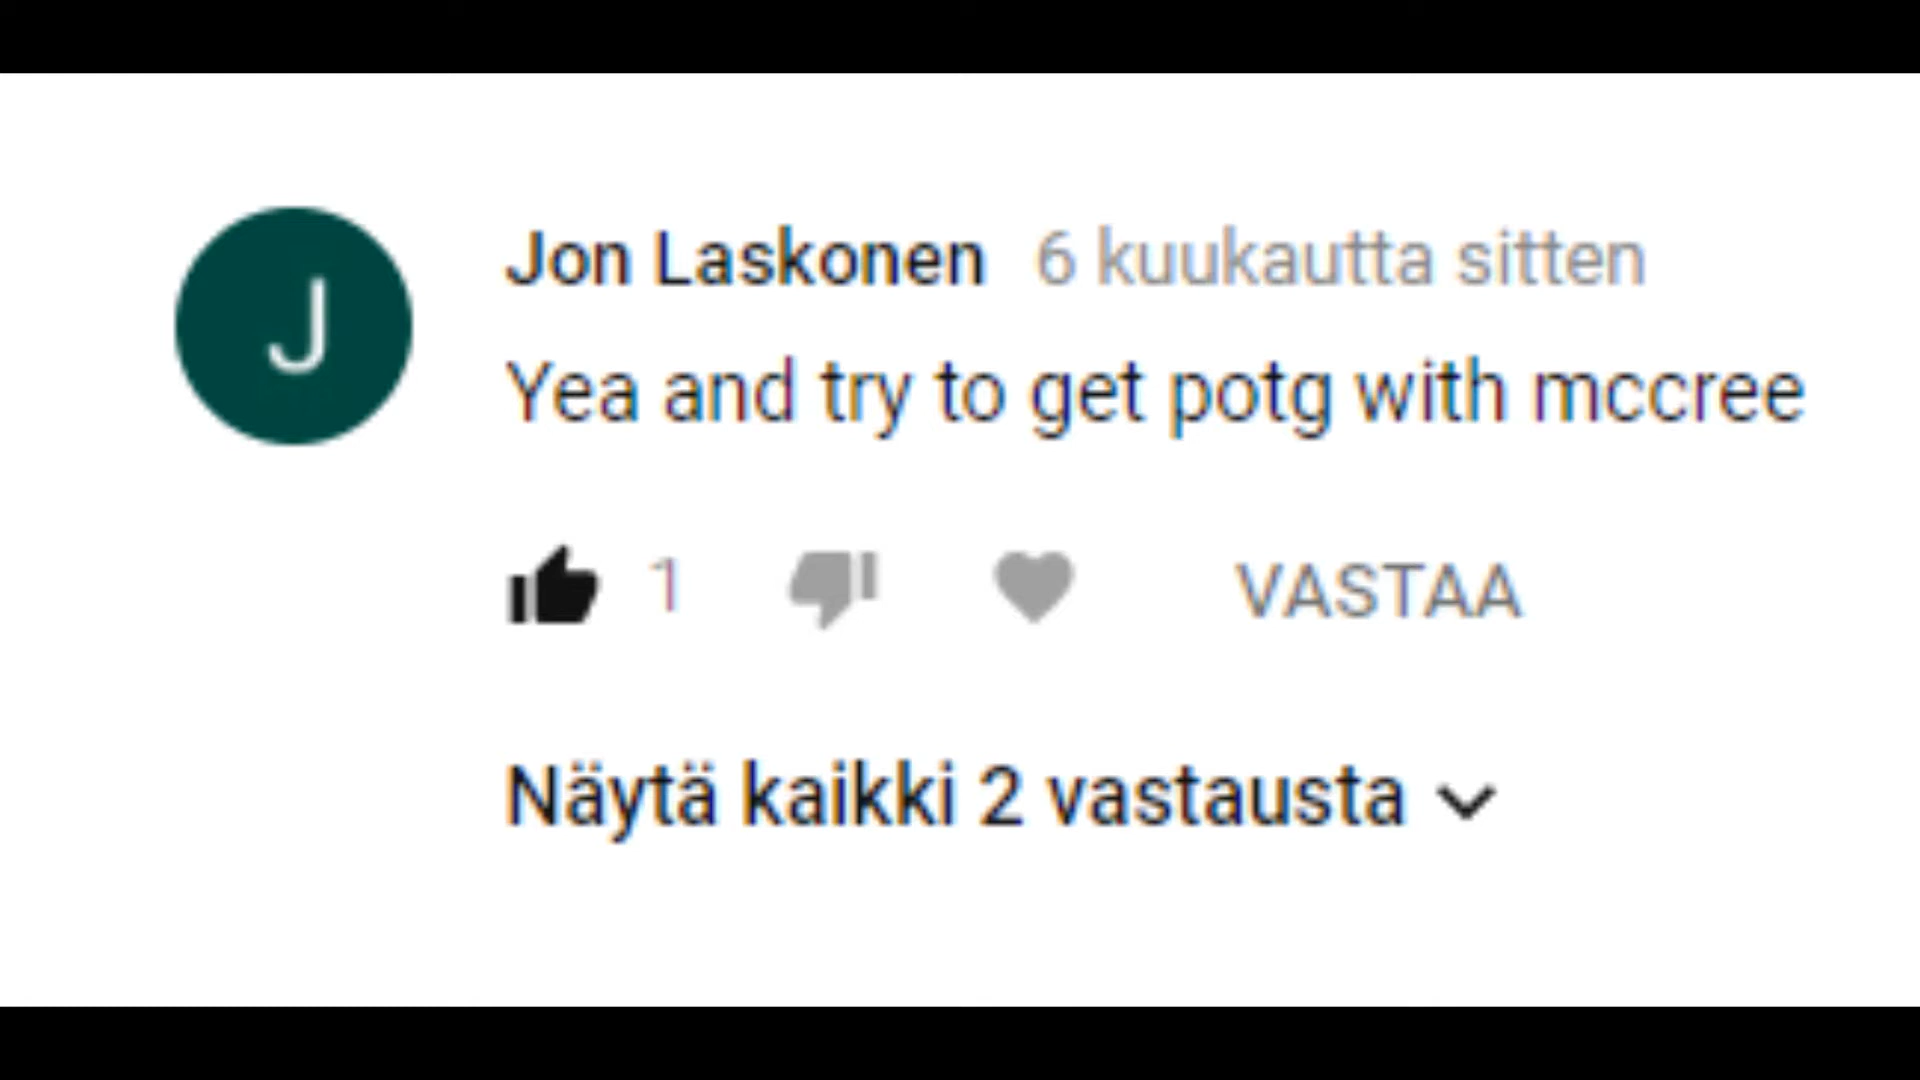 J
Jon Laskonen 6 kuukautta sitten
Yea and try to get potg with mccree
1 VASTAA
Näytä kaikki 2 vastausta